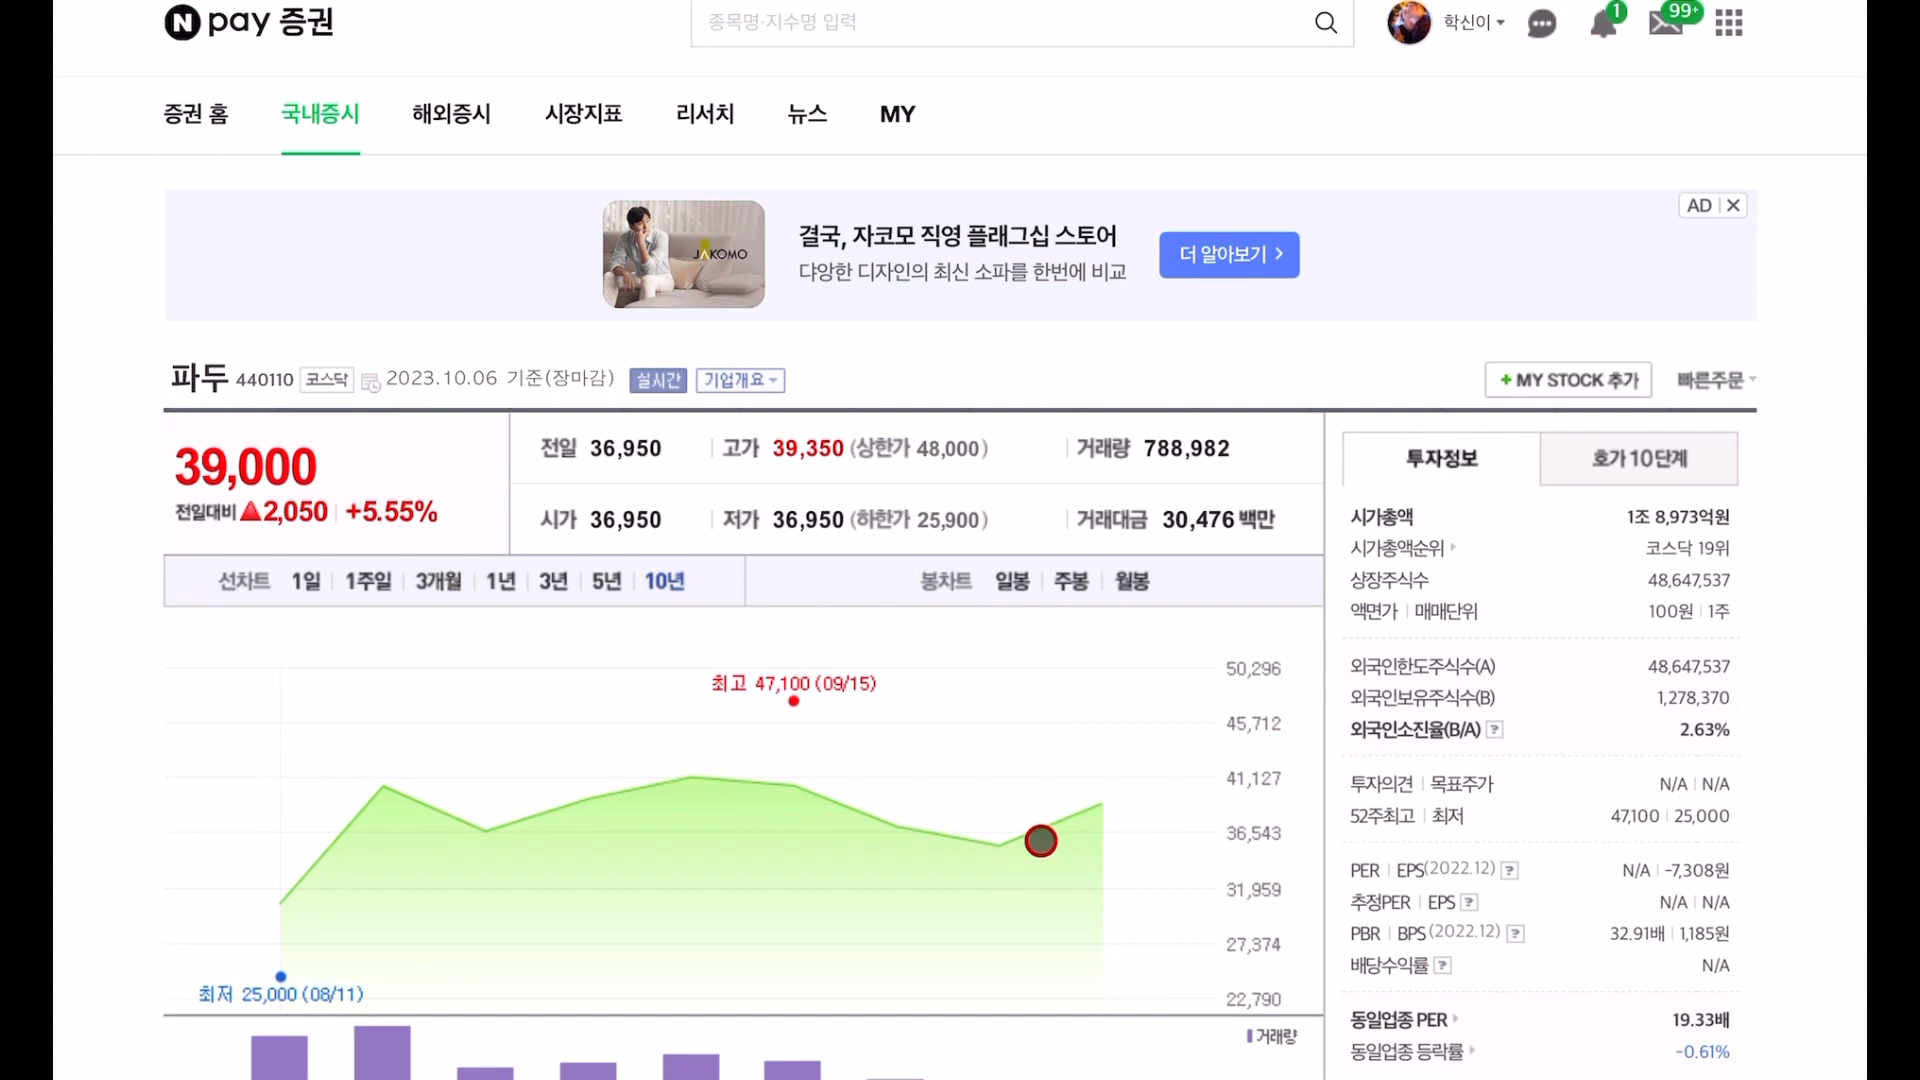 N pay 증권
종목명·지수명 입력
학신이
1
99+
증권 홈 국내증시 해외증시 시장지표 리서치 뉴스 MY
JAKOMO
결국, 자코모 직영 플래그십 스토어
다양한 디자인의 최신 소파를 한번에 비교
더 알아보기 >
AD X
파두 440110 코스닥 2023.10.06 기준(장마감) 실시간 기업개요
+ MY STOCK 추가 빠른주문
39,000
전일대비 ▲2,050 +5.55%
전일 36,950 고가 39,350 (상한가 48,000) 거래량 788,982
시가 36,950 저가 36,950 (하한가 25,900) 거래대금 30,476 백만
선차트 1일 1주일 3개월 1년 3년 5년 10년 봉차트 일봉 주봉 월봉
최고 47,100 (09/15)
50,296
45,712
41,127
36,543
31,959
27,374
22,790
최저 25,000 (08/11)
거래량
투자정보 호가 10단계
시가총액 1조 8,973억원
시가총액순위 코스닥 19위
상장주식수 48,647,537
액면가 매매단위 100원 1주
외국인한도주식수(A) 48,647,537
외국인보유주식수(B) 1,278,370
외국인소진율(B/A) ? 2.63%
투자의견 목표주가 N/A N/A
52주최고 최저 47,100 25,000
PER EPS(2022.12) ? N/A -7,308원
추정PER EPS ? N/A N/A
PBR BPS (2022.12) ? 32.91배 1,185원
배당수익률 ? N/A
동일업종 PER 19.33배
동일업종 등락률 -0.61%